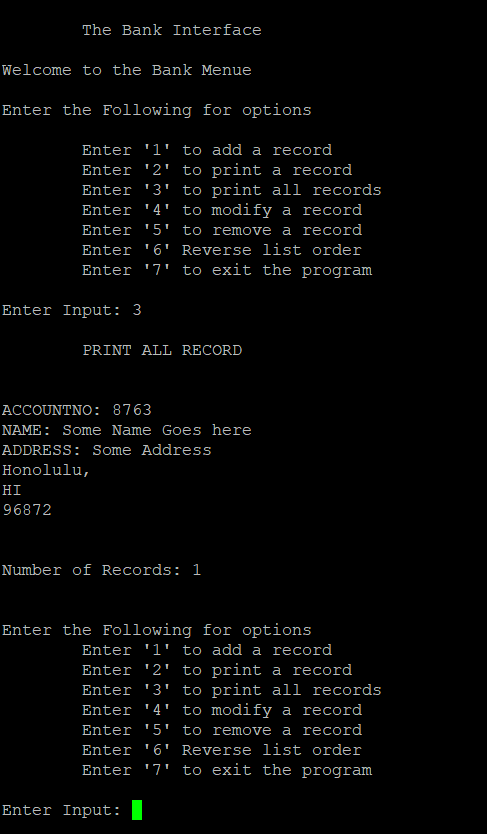 The Bank Interface
Welcome to the Bank Menue
Enter the Following for options
Enter '1' to add a record
Enter '2' to print a record
Enter '3' to print all records
Enter '4' to modify a record
Enter '5' to remove a record
Enter '6' Reverse list order
Enter '7' to exit the program
Enter Input: 3
PRINT ALL RECORD
ACCOUNTNO: 8763
NAME: Some Name Goes here
ADDRESS: Some Address
Honolulu,
HI
96872
Number of Records: 1
Enter the Following for options
Enter '1' to add a record
Enter '2' to print a record
Enter '3' to print all records
Enter '4' to modify a record
Enter '5' to remove a record
Enter '6' Reverse list order
Enter '7' to exit the program
Enter Input: